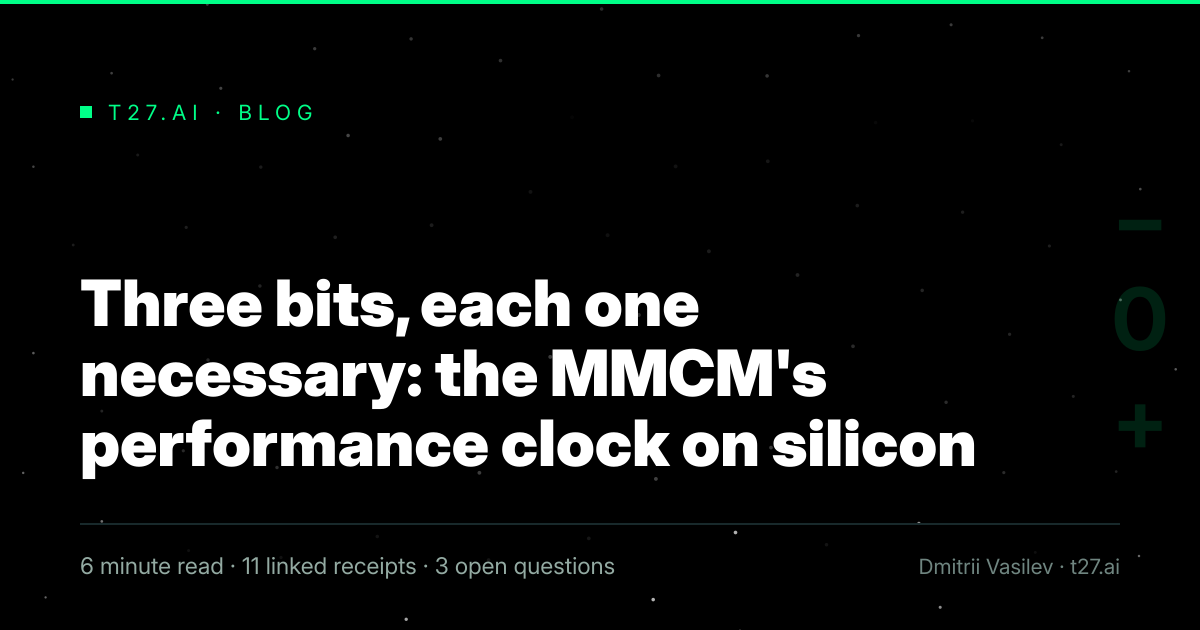 T27.AI · BLOG
Three bits, each one
necessary: the MMCM's
performance clock on silicon
−
0
+
6 minute read · 11 linked receipts · 3 open questions
Dmitrii Vasilev · t27.ai